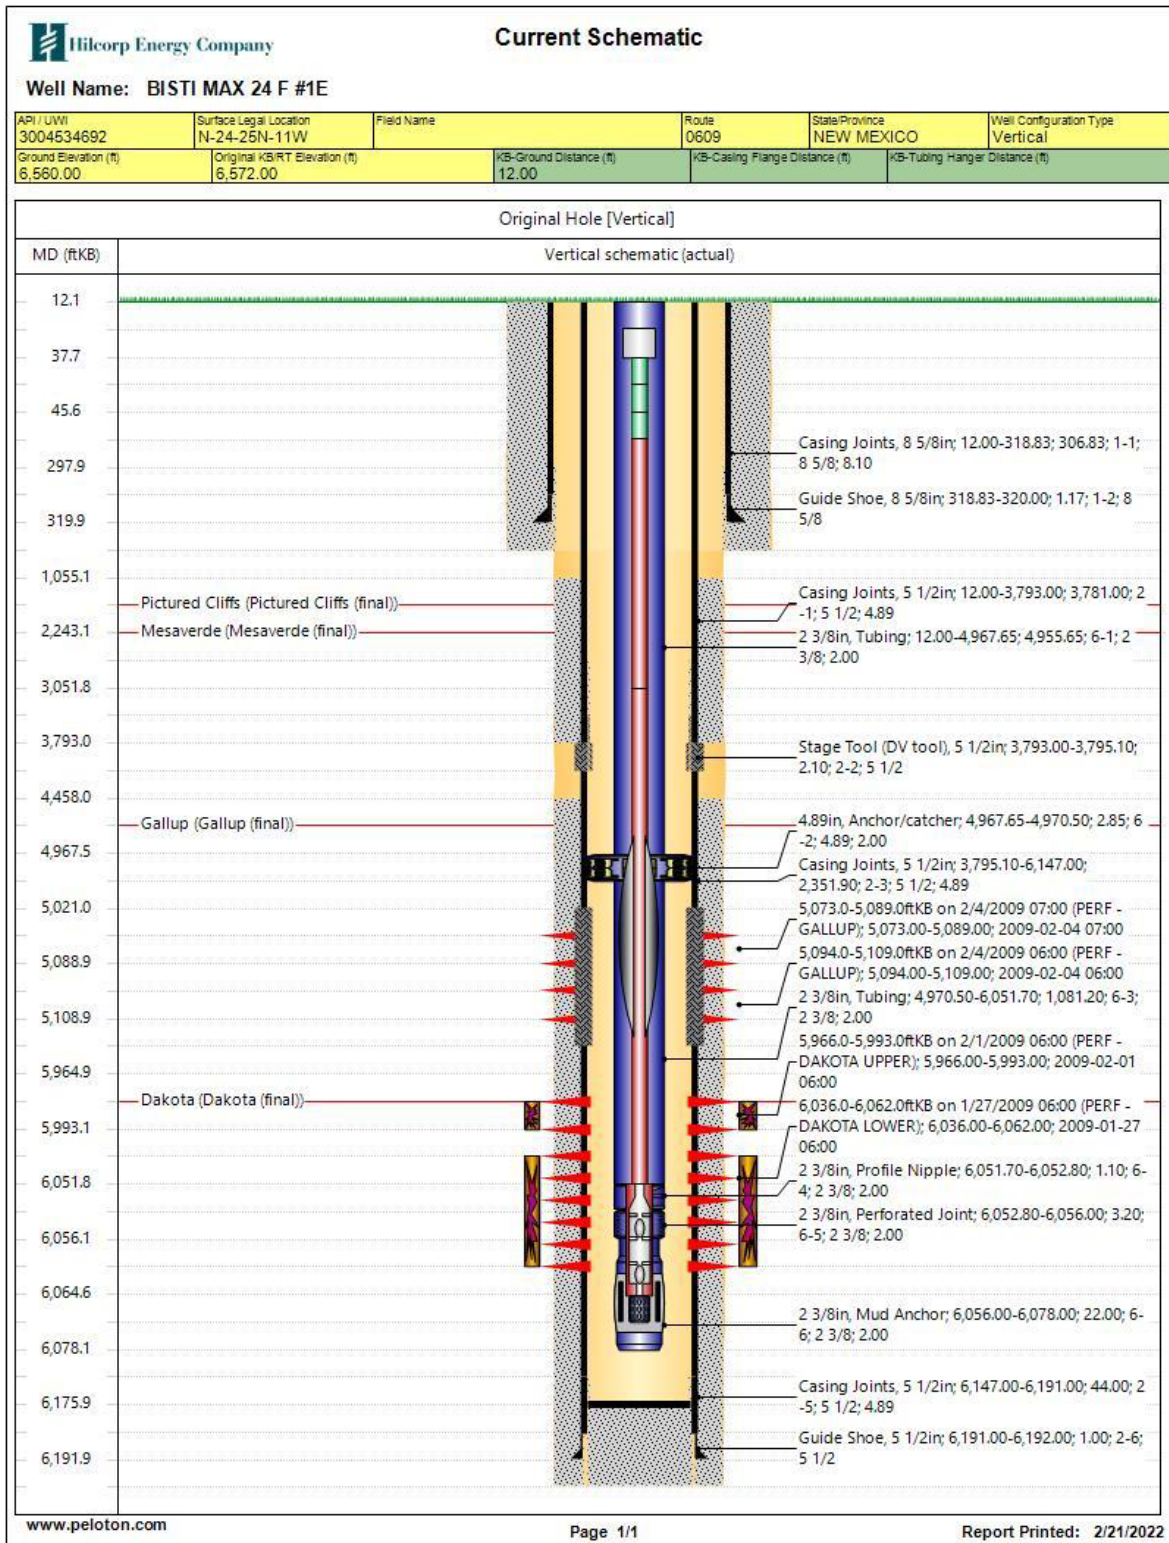 Hilcorp Energy Company
Current Schematic
Well Name: BISTI MAX 24 F #1E
API / UWI
3004534692
Surface Legal Location
N-24-25N-11W
Field Name
Route
0609
State/Province
NEW MEXICO
Well Configuration Type
Vertical
Ground Elevation (ft)
6,560.00
Original KB/RT Elevation (ft)
6,572.00
KB-Ground Distance (ft)
12.00
KB-Casing Flange Distance (ft)
KB-Tubing Hanger Distance (ft)
Original Hole [Vertical]
MD (ftKB)
Vertical schematic (actual)
12.1
37.7
45.6
297.9
319.9
1,055.1
2,243.1
3,051.8
3,793.0
4,458.0
4,967.5
5,021.0
5,088.9
5,108.9
5,964.9
5,993.1
6,051.8
6,056.1
6,064.6
6,078.1
6,175.9
6,191.9
Pictured Cliffs (Pictured Cliffs (final))
Mesaverde (Mesaverde (final))
Gallup (Gallup (final))
Dakota (Dakota (final))
Casing Joints, 8 5/8in; 12.00-318.83; 306.83; 1-1;
8 5/8; 8.10
Guide Shoe, 8 5/8in; 318.83-320.00; 1.17; 1-2; 8
5/8
Casing Joints, 5 1/2in; 12.00-3,793.00; 3,781.00; 2
-1; 5 1/2; 4.89
2 3/8in, Tubing; 12.00-4,967.65; 4,955.65; 6-1; 2
3/8; 2.00
Stage Tool (DV tool), 5 1/2in; 3,793.00-3,795.10;
2.10; 2-2; 5 1/2
4.89in, Anchor/catcher; 4,967.65-4,970.50; 2.85; 6
-2; 4.89; 2.00
Casing Joints, 5 1/2in; 3,795.10-6,147.00;
2,351.90; 2-3; 5 1/2; 4.89
5,073.0-5,089.0ftKB on 2/4/2009 07:00 (PERF -
GALLUP); 5,073.00-5,089.00; 2009-02-04 07:00
5,094.0-5,109.0ftKB on 2/4/2009 06:00 (PERF -
GALLUP); 5,094.00-5,109.00; 2009-02-04 06:00
2 3/8in, Tubing; 4,970.50-6,051.70; 1,081.20; 6-3;
2 3/8; 2.00
5,966.0-5,993.0ftKB on 2/1/2009 06:00 (PERF -
DAKOTA UPPER); 5,966.00-5,993.00; 2009-02-01
06:00
6,036.0-6,062.0ftKB on 1/27/2009 06:00 (PERF -
DAKOTA LOWER); 6,036.00-6,062.00; 2009-01-27
06:00
2 3/8in, Profile Nipple; 6,051.70-6,052.80; 1.10; 6-
4; 2 3/8; 2.00
2 3/8in, Perforated Joint; 6,052.80-6,056.00; 3.20;
6-5; 2 3/8; 2.00
2 3/8in, Mud Anchor; 6,056.00-6,078.00; 22.00; 6-
6; 2 3/8; 2.00
Casing Joints, 5 1/2in; 6,147.00-6,191.00; 44.00; 2
-5; 5 1/2; 4.89
Guide Shoe, 5 1/2in; 6,191.00-6,192.00; 1.00; 2-6;
5 1/2
www.peloton.com
Page 1/1
Report Printed: 2/21/2022